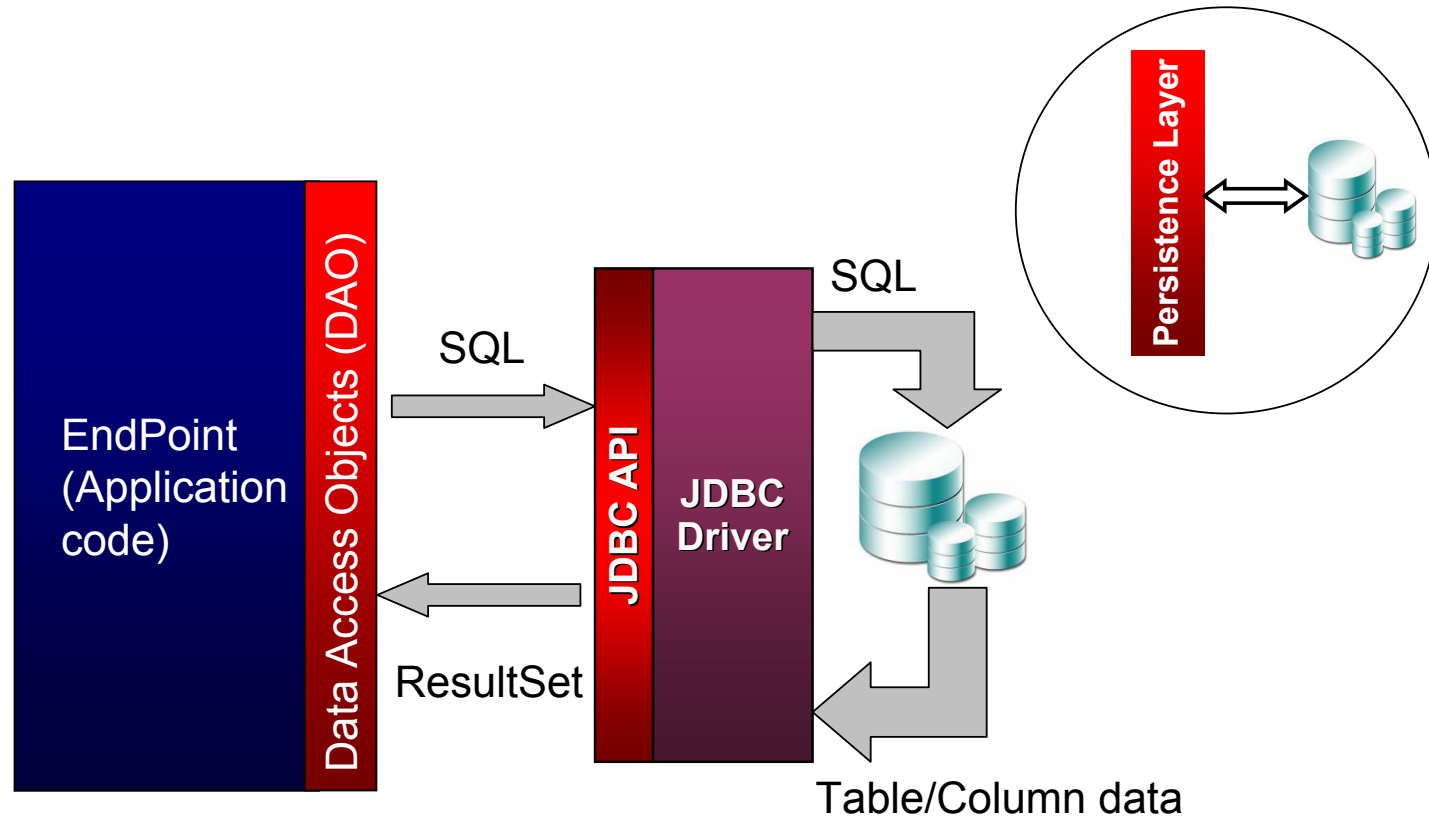 EndPoint
(Application
code)
Data Access Objects (DAO)
SQL
ResultSet
JDBC API
JDBC
Driver
SQL
Table/Column data
Persistence Layer